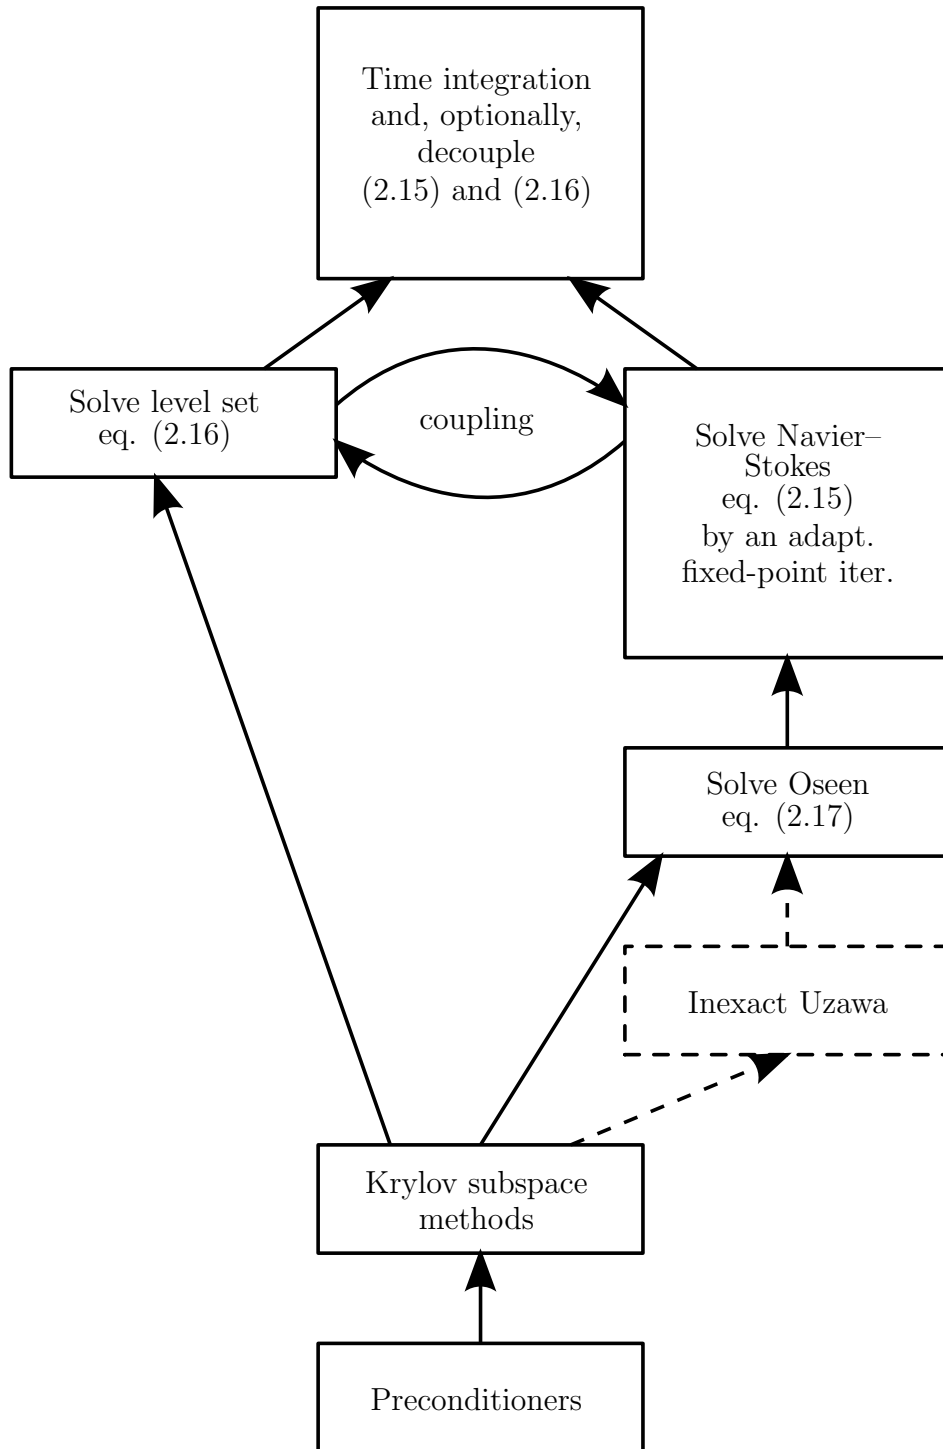 Time integration
and, optionally,
decouple
(2.15) and (2.16)
Solve level set
eq. (2.16)
coupling
Solve Navier–
Stokes
eq. (2.15)
by an adapt.
fixed-point iter.
Solve Oseen
eq. (2.17)
Inexact Uzawa
Krylov subspace
methods
Preconditioners